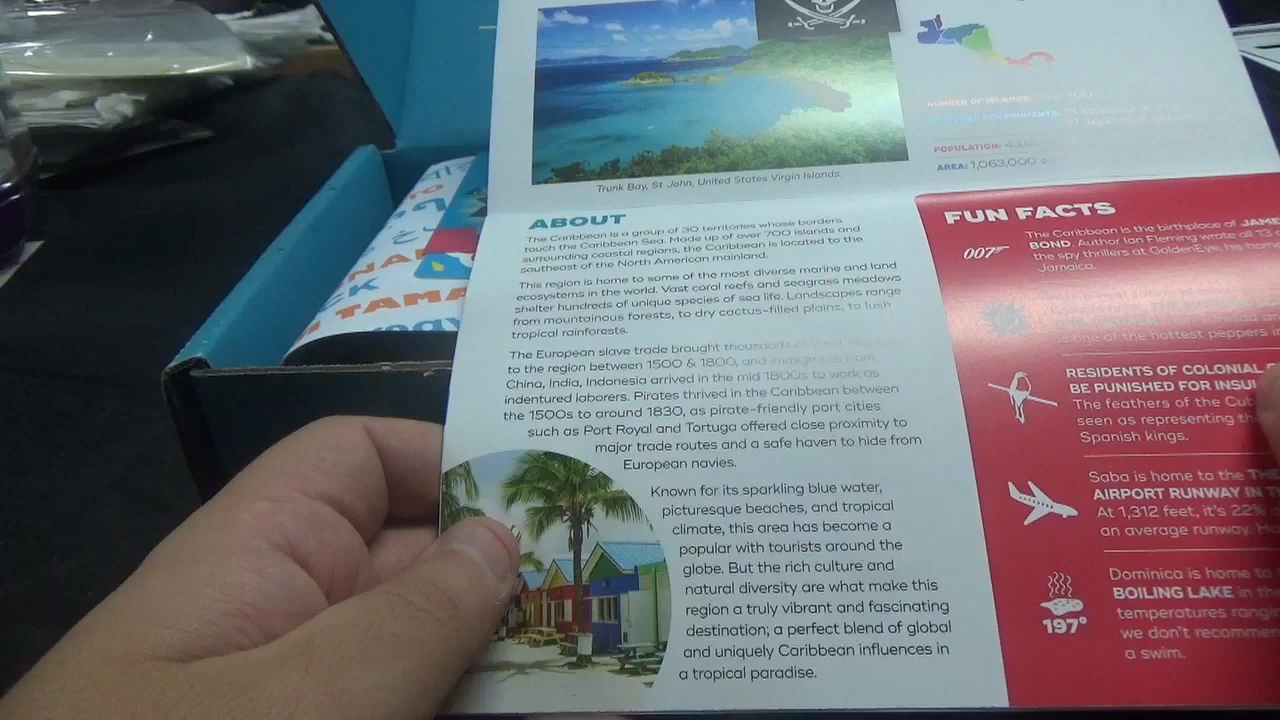 Trunk Bay, St John, United States Virgin Islands.
NUMBER OF ISLANDS: 700
POPULATION:
AREA: 1,063,000
ABOUT
The Caribbean is a group of 30 territories whose borders
touch the Caribbean Sea. Made up of over 700 islands and
surrounding coastal regions, the Caribbean is located to the
southeast of the North American mainland.
This region is home to some of the most diverse marine and land
ecosystems in the world. Vast coral reefs and seagrass meadows
shelter hundreds of unique species of sea life. Landscapes range
from mountainous forests, to dry cactus-filled plains, to lush
tropical rainforests.
The European slave trade brought thousands of
to the region between 1500 & 1800, and immigrants from
China, India, Indonesia arrived in the mid 1800s to work as
indentured laborers. Pirates thrived in the Caribbean between
the 1500s to around 1830, as pirate-friendly port cities
such as Port Royal and Tortuga offered close proximity to
major trade routes and a safe haven to hide from
European navies.
Known for its sparkling blue water,
picturesque beaches, and tropical
climate, this area has become a
popular with tourists around the
globe. But the rich culture and
natural diversity are what make this
region a truly vibrant and fascinating
destination; a perfect blend of global
and uniquely Caribbean influences in
a tropical paradise.
FUN FACTS
007
The Caribbean is the birthplace of JAM
BOND. Author Ian Fleming wrote all 13
the spy thrillers at GoldenEye, his home
Jamaica.
is one of the hottest peppers
RESIDENTS OF COLONIAL
BE PUNISHED FOR INSUL
The feathers of the Cub
seen as representing the
Spanish kings.
Saba is home to the THE
AIRPORT RUNWAY IN T
At 1,312 feet, it's 22%
an average runway.
197°
Dominica is home to
BOILING LAKE in the
temperatures rangin
we don't recommen
a swim.
TAMA